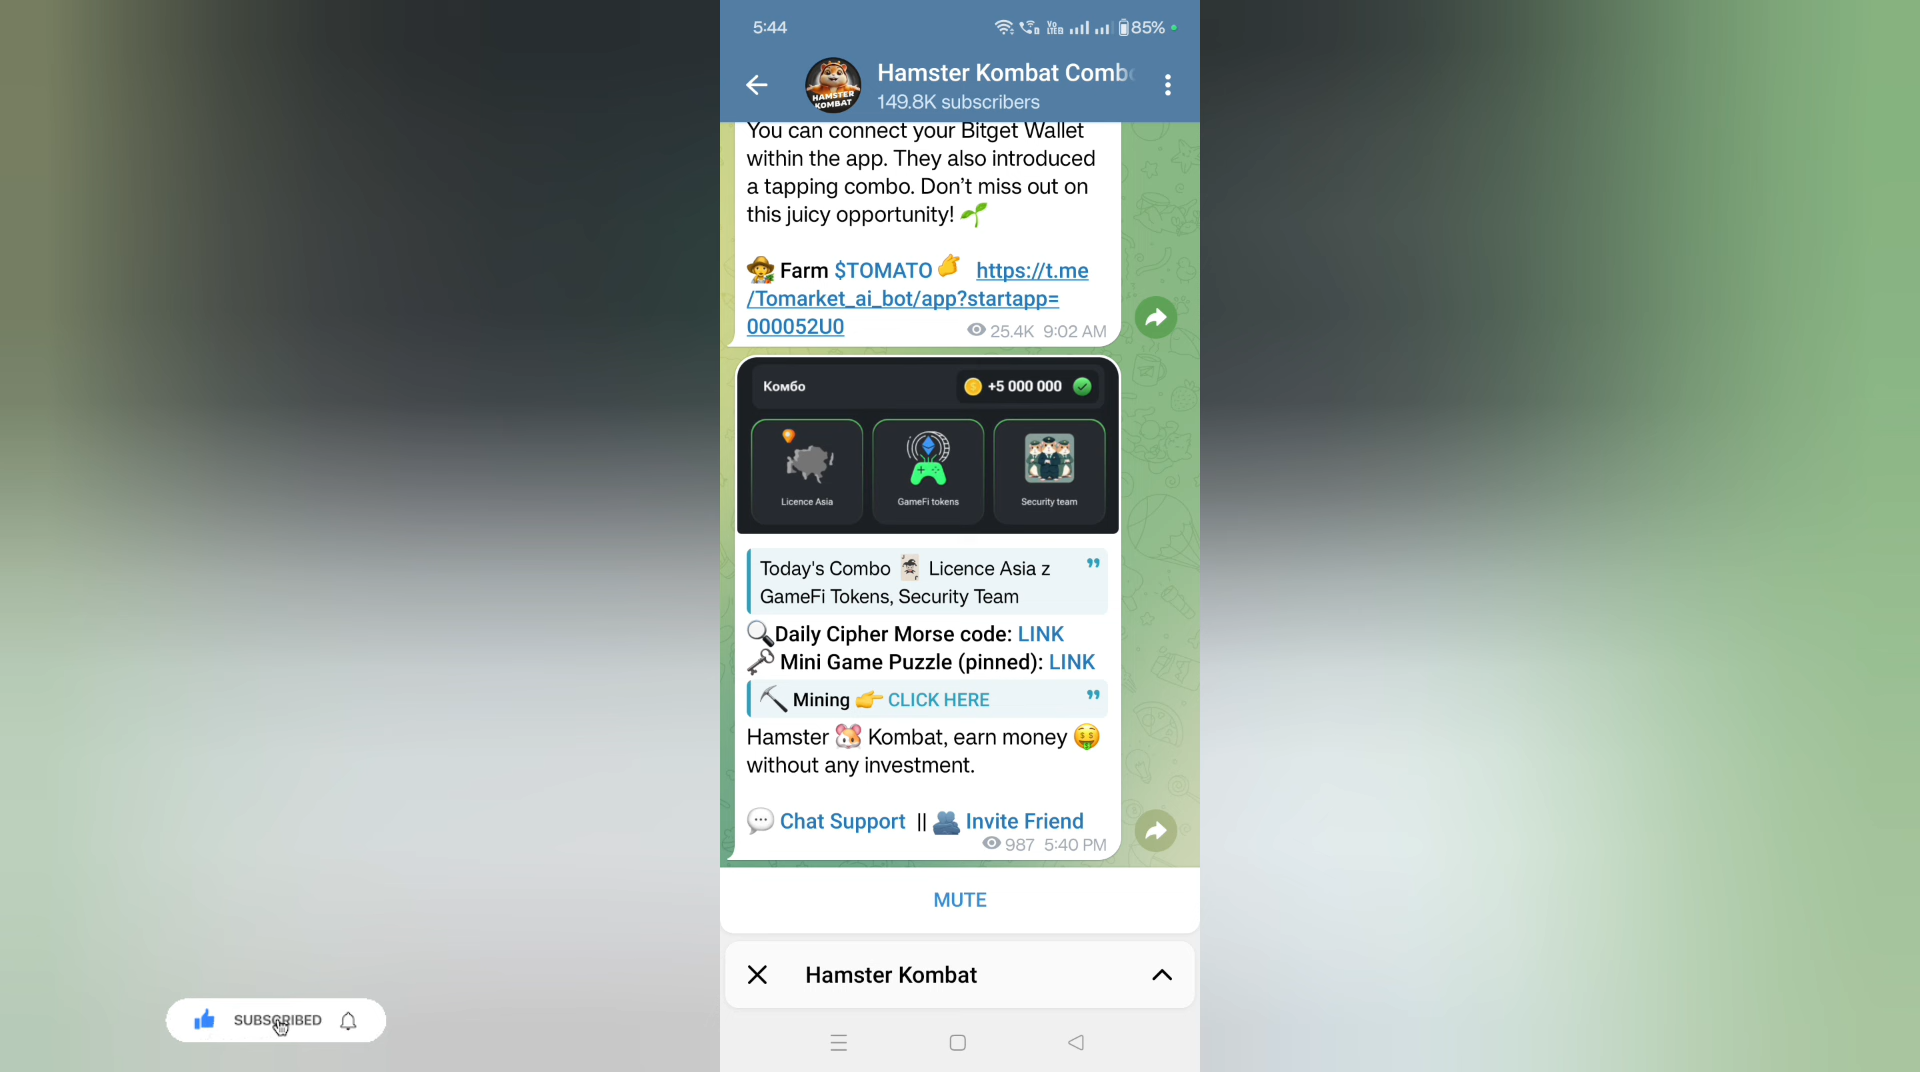 5:44
85%
Hamster Kombat Comb
149.8K subscribers
HAMSTER
KOMBAT
You can connect your Bitget Wallet
within the app. They also introduced
a tapping combo. Don't miss out on
this juicy opportunity! 🌱
🧑‍🌾 Farm $TOMATO 👉 https://t.me
/Tomarket_ai_bot/app?startapp=
000052U0
25.4K 9:02 AM
Комбо
+5 000 000
Licence Asia
GameFi tokens
Security team
Today's Combo 🃏 Licence Asia z
GameFi Tokens, Security Team
🔍Daily Cipher Morse code: LINK
🗝 Mini Game Puzzle (pinned): LINK
⛏ Mining 👉 CLICK HERE
Hamster 🐹 Kombat, earn money 🤑
without any investment.
💬 Chat Support || 👥 Invite Friend
987 5:40 PM
MUTE
Hamster Kombat
SUBSCRIBED